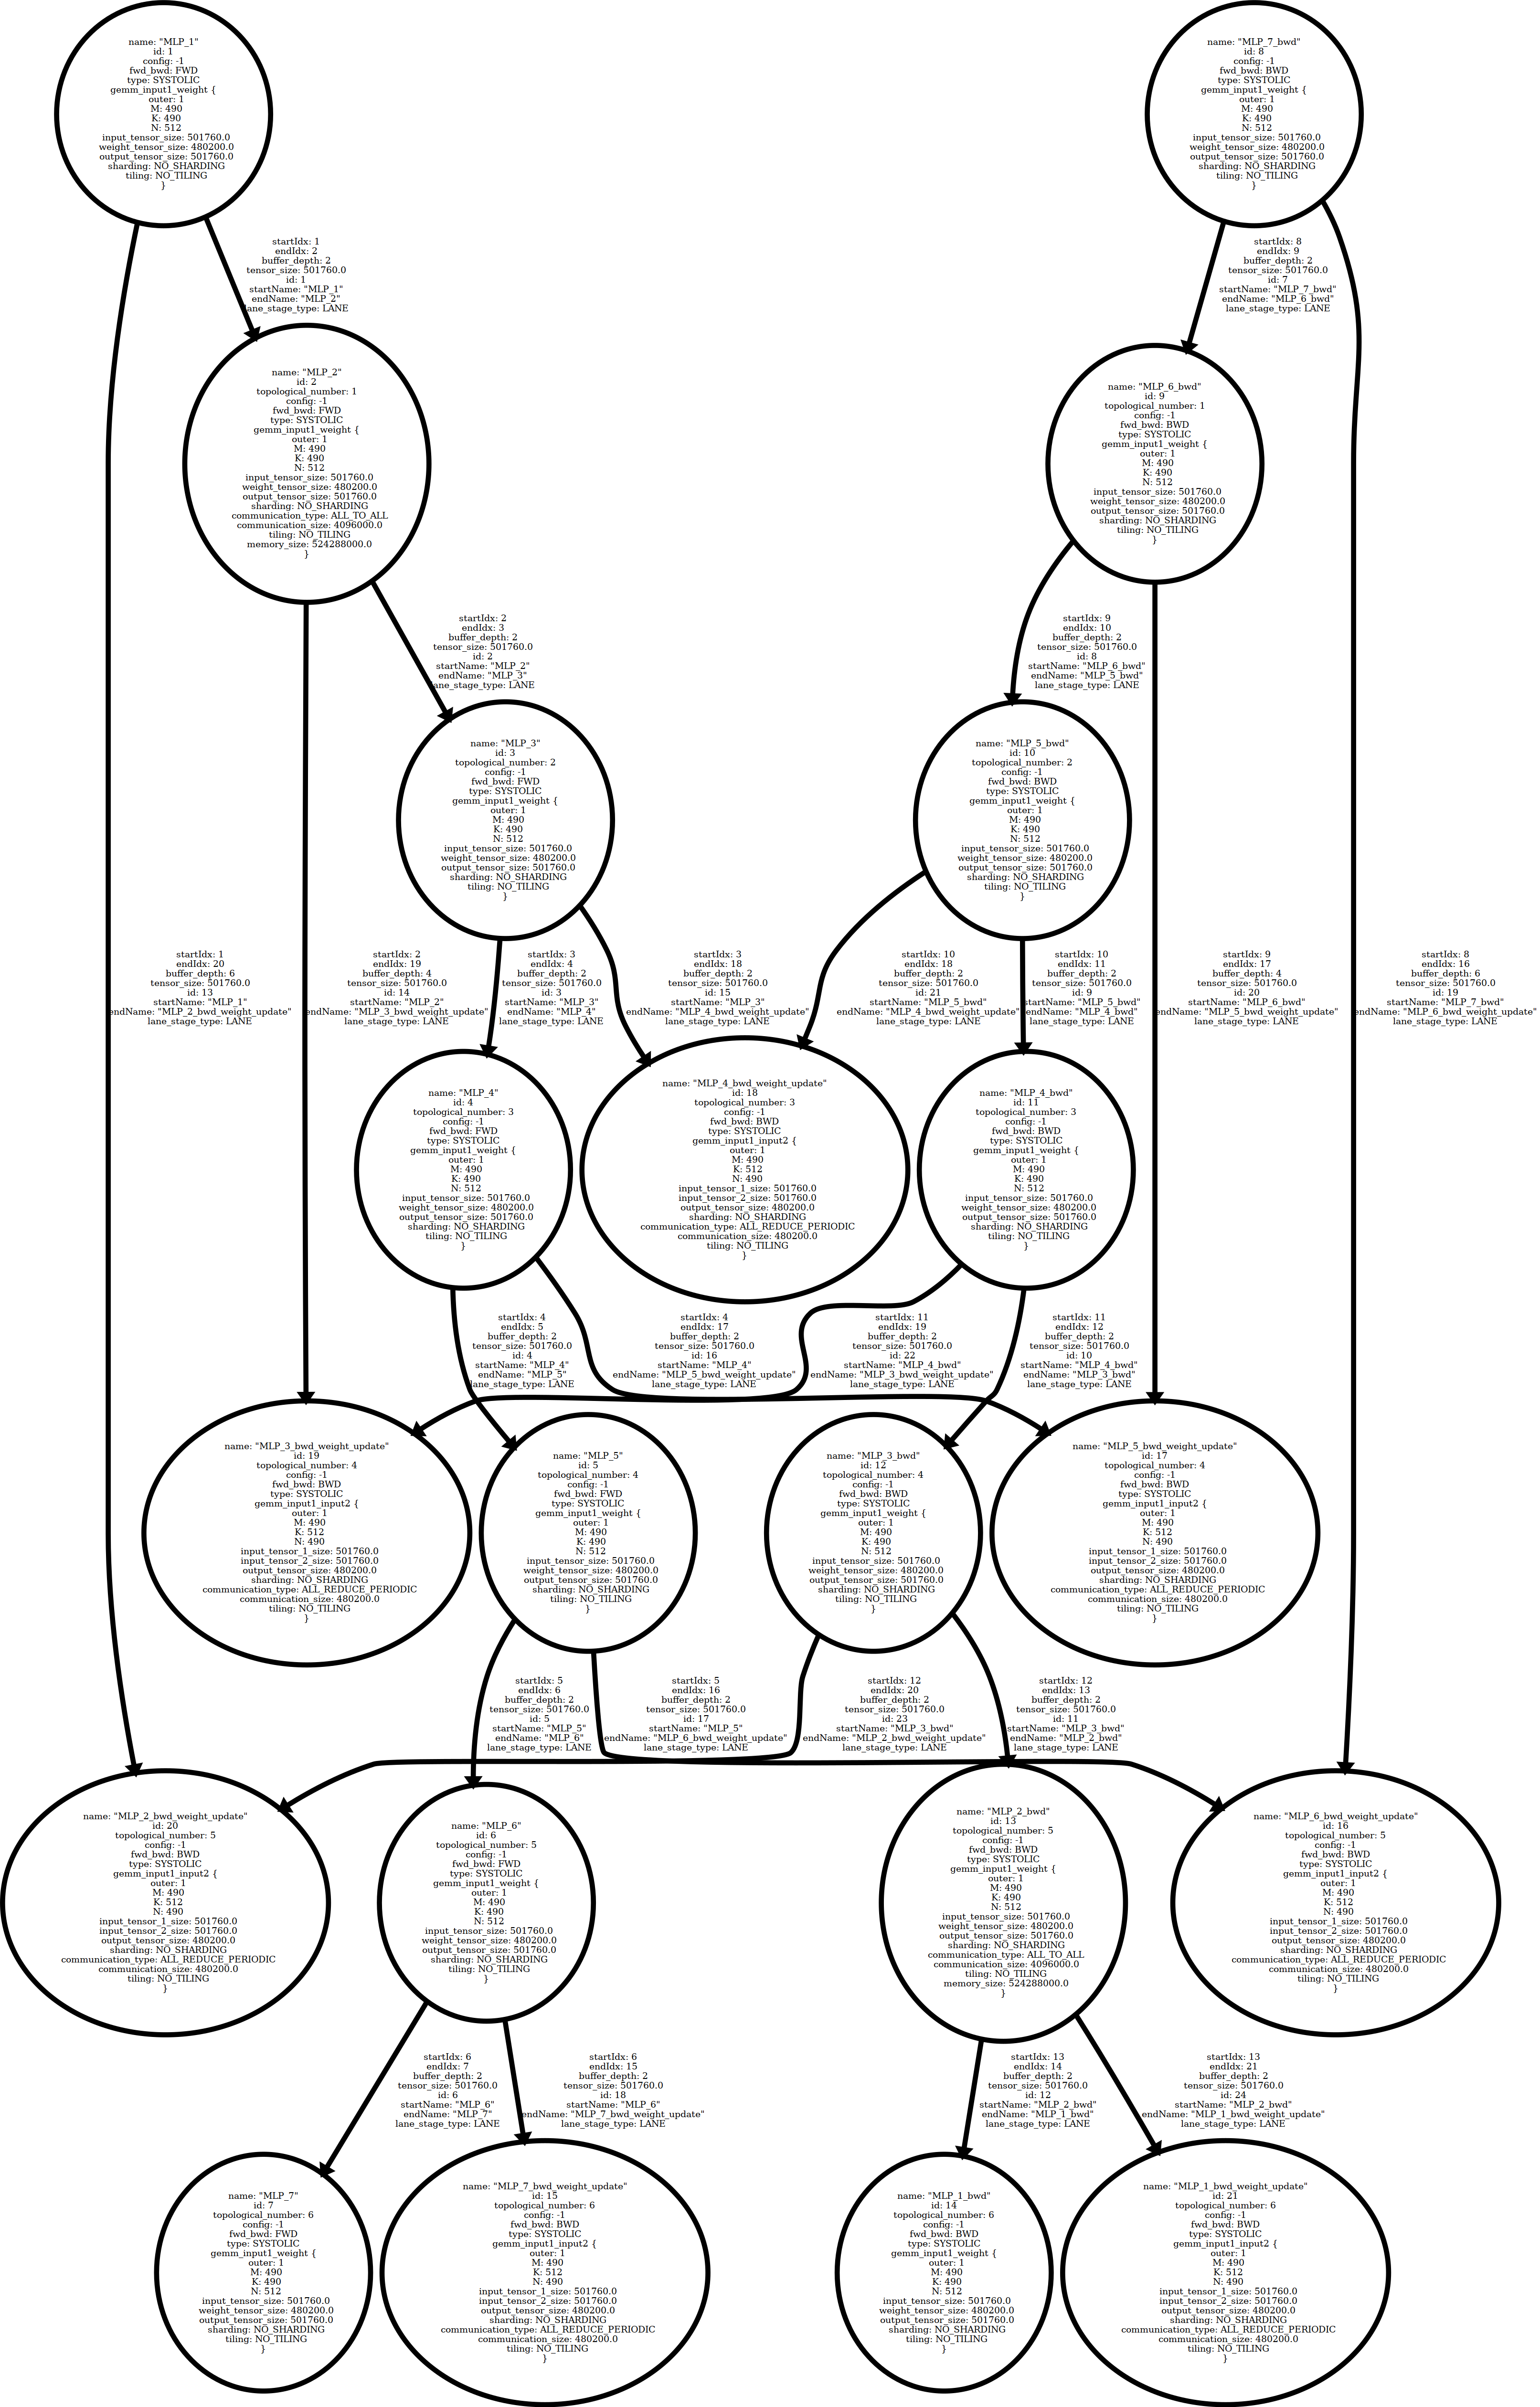 name: "MLP_1"
id: 1
config: -1
fwd_bwd: FWD
type: SYSTOLIC
gemm_input1_weight {
outer: 1
M: 490
K: 490
N: 512
input_tensor_size: 501760.0
weight_tensor_size: 480200.0
output_tensor_size: 501760.0
sharding: NO_SHARDING
tiling: NO_TILING
}
name: "MLP_7_bwd"
id: 8
config: -1
fwd_bwd: BWD
type: SYSTOLIC
gemm_input1_weight {
outer: 1
M: 490
K: 490
N: 512
input_tensor_size: 501760.0
weight_tensor_size: 480200.0
output_tensor_size: 501760.0
sharding: NO_SHARDING
tiling: NO_TILING
}
startIdx: 1
endIdx: 2
buffer_depth: 2
tensor_size: 501760.0
id: 1
startName: "MLP_1"
endName: "MLP_2"
lane_stage_type: LANE
startIdx: 8
endIdx: 9
buffer_depth: 2
tensor_size: 501760.0
id: 7
startName: "MLP_7_bwd"
endName: "MLP_6_bwd"
lane_stage_type: LANE
name: "MLP_2"
id: 2
topological_number: 1
config: -1
fwd_bwd: FWD
type: SYSTOLIC
gemm_input1_weight {
outer: 1
M: 490
K: 490
N: 512
input_tensor_size: 501760.0
weight_tensor_size: 480200.0
output_tensor_size: 501760.0
sharding: NO_SHARDING
communication_type: ALL_TO_ALL
communication_size: 4096000.0
tiling: NO_TILING
memory_size: 524288000.0
}
name: "MLP_6_bwd"
id: 9
topological_number: 1
config: -1
fwd_bwd: BWD
type: SYSTOLIC
gemm_input1_weight {
outer: 1
M: 490
K: 490
N: 512
input_tensor_size: 501760.0
weight_tensor_size: 480200.0
output_tensor_size: 501760.0
sharding: NO_SHARDING
tiling: NO_TILING
}
startIdx: 2
endIdx: 3
buffer_depth: 2
tensor_size: 501760.0
id: 2
startName: "MLP_2"
endName: "MLP_3"
lane_stage_type: LANE
startIdx: 9
endIdx: 10
buffer_depth: 2
tensor_size: 501760.0
id: 8
startName: "MLP_6_bwd"
endName: "MLP_5_bwd"
lane_stage_type: LANE
name: "MLP_3"
id: 3
topological_number: 2
config: -1
fwd_bwd: FWD
type: SYSTOLIC
gemm_input1_weight {
outer: 1
M: 490
K: 490
N: 512
input_tensor_size: 501760.0
weight_tensor_size: 480200.0
output_tensor_size: 501760.0
sharding: NO_SHARDING
tiling: NO_TILING
}
name: "MLP_5_bwd"
id: 10
topological_number: 2
config: -1
fwd_bwd: BWD
type: SYSTOLIC
gemm_input1_weight {
outer: 1
M: 490
K: 490
N: 512
input_tensor_size: 501760.0
weight_tensor_size: 480200.0
output_tensor_size: 501760.0
sharding: NO_SHARDING
tiling: NO_TILING
}
startIdx: 1
endIdx: 20
buffer_depth: 6
tensor_size: 501760.0
id: 13
startName: "MLP_1"
endName: "MLP_2_bwd_weight_update"
lane_stage_type: LANE
startIdx: 2
endIdx: 19
buffer_depth: 4
tensor_size: 501760.0
id: 14
startName: "MLP_2"
endName: "MLP_3_bwd_weight_update"
lane_stage_type: LANE
startIdx: 3
endIdx: 4
buffer_depth: 2
tensor_size: 501760.0
id: 3
startName: "MLP_3"
endName: "MLP_4"
lane_stage_type: LANE
startIdx: 3
endIdx: 18
buffer_depth: 2
tensor_size: 501760.0
id: 15
startName: "MLP_3"
endName: "MLP_4_bwd_weight_update"
lane_stage_type: LANE
startIdx: 10
endIdx: 18
buffer_depth: 2
tensor_size: 501760.0
id: 21
startName: "MLP_5_bwd"
endName: "MLP_4_bwd_weight_update"
lane_stage_type: LANE
startIdx: 10
endIdx: 11
buffer_depth: 2
tensor_size: 501760.0
id: 9
startName: "MLP_5_bwd"
endName: "MLP_4_bwd"
lane_stage_type: LANE
startIdx: 9
endIdx: 17
buffer_depth: 4
tensor_size: 501760.0
id: 20
startName: "MLP_6_bwd"
endName: "MLP_5_bwd_weight_update"
lane_stage_type: LANE
startIdx: 8
endIdx: 16
buffer_depth: 6
tensor_size: 501760.0
id: 19
startName: "MLP_7_bwd"
endName: "MLP_6_bwd_weight_update"
lane_stage_type: LANE
name: "MLP_4"
id: 4
topological_number: 3
config: -1
fwd_bwd: FWD
type: SYSTOLIC
gemm_input1_weight {
outer: 1
M: 490
K: 490
N: 512
input_tensor_size: 501760.0
weight_tensor_size: 480200.0
output_tensor_size: 501760.0
sharding: NO_SHARDING
tiling: NO_TILING
}
name: "MLP_4_bwd_weight_update"
id: 18
topological_number: 3
config: -1
fwd_bwd: BWD
type: SYSTOLIC
gemm_input1_input2 {
outer: 1
M: 490
K: 512
N: 490
input_tensor_1_size: 501760.0
input_tensor_2_size: 501760.0
output_tensor_size: 480200.0
sharding: NO_SHARDING
communication_type: ALL_REDUCE_PERIODIC
communication_size: 480200.0
tiling: NO_TILING
}
name: "MLP_4_bwd"
id: 11
topological_number: 3
config: -1
fwd_bwd: BWD
type: SYSTOLIC
gemm_input1_weight {
outer: 1
M: 490
K: 490
N: 512
input_tensor_size: 501760.0
weight_tensor_size: 480200.0
output_tensor_size: 501760.0
sharding: NO_SHARDING
tiling: NO_TILING
}
startIdx: 4
endIdx: 5
buffer_depth: 2
tensor_size: 501760.0
id: 4
startName: "MLP_4"
endName: "MLP_5"
lane_stage_type: LANE
startIdx: 4
endIdx: 17
buffer_depth: 2
tensor_size: 501760.0
id: 16
startName: "MLP_4"
endName: "MLP_5_bwd_weight_update"
lane_stage_type: LANE
startIdx: 11
endIdx: 19
buffer_depth: 2
tensor_size: 501760.0
id: 22
startName: "MLP_4_bwd"
endName: "MLP_3_bwd_weight_update"
lane_stage_type: LANE
startIdx: 11
endIdx: 12
buffer_depth: 2
tensor_size: 501760.0
id: 10
startName: "MLP_4_bwd"
endName: "MLP_3_bwd"
lane_stage_type: LANE
name: "MLP_3_bwd_weight_update"
id: 19
topological_number: 4
config: -1
fwd_bwd: BWD
type: SYSTOLIC
gemm_input1_input2 {
outer: 1
M: 490
K: 512
N: 490
input_tensor_1_size: 501760.0
input_tensor_2_size: 501760.0
output_tensor_size: 480200.0
sharding: NO_SHARDING
communication_type: ALL_REDUCE_PERIODIC
communication_size: 480200.0
tiling: NO_TILING
}
name: "MLP_5"
id: 5
topological_number: 4
config: -1
fwd_bwd: FWD
type: SYSTOLIC
gemm_input1_weight {
outer: 1
M: 490
K: 490
N: 512
input_tensor_size: 501760.0
weight_tensor_size: 480200.0
output_tensor_size: 501760.0
sharding: NO_SHARDING
tiling: NO_TILING
}
name: "MLP_3_bwd"
id: 12
topological_number: 4
config: -1
fwd_bwd: BWD
type: SYSTOLIC
gemm_input1_weight {
outer: 1
M: 490
K: 490
N: 512
input_tensor_size: 501760.0
weight_tensor_size: 480200.0
output_tensor_size: 501760.0
sharding: NO_SHARDING
tiling: NO_TILING
}
name: "MLP_5_bwd_weight_update"
id: 17
topological_number: 4
config: -1
fwd_bwd: BWD
type: SYSTOLIC
gemm_input1_input2 {
outer: 1
M: 490
K: 512
N: 490
input_tensor_1_size: 501760.0
input_tensor_2_size: 501760.0
output_tensor_size: 480200.0
sharding: NO_SHARDING
communication_type: ALL_REDUCE_PERIODIC
communication_size: 480200.0
tiling: NO_TILING
}
startIdx: 5
endIdx: 6
buffer_depth: 2
tensor_size: 501760.0
id: 5
startName: "MLP_5"
endName: "MLP_6"
lane_stage_type: LANE
startIdx: 5
endIdx: 16
buffer_depth: 2
tensor_size: 501760.0
id: 17
startName: "MLP_5"
endName: "MLP_6_bwd_weight_update"
lane_stage_type: LANE
startIdx: 12
endIdx: 20
buffer_depth: 2
tensor_size: 501760.0
id: 23
startName: "MLP_3_bwd"
endName: "MLP_2_bwd_weight_update"
lane_stage_type: LANE
startIdx: 12
endIdx: 13
buffer_depth: 2
tensor_size: 501760.0
id: 11
startName: "MLP_3_bwd"
endName: "MLP_2_bwd"
lane_stage_type: LANE
name: "MLP_2_bwd_weight_update"
id: 20
topological_number: 5
config: -1
fwd_bwd: BWD
type: SYSTOLIC
gemm_input1_input2 {
outer: 1
M: 490
K: 512
N: 490
input_tensor_1_size: 501760.0
input_tensor_2_size: 501760.0
output_tensor_size: 480200.0
sharding: NO_SHARDING
communication_type: ALL_REDUCE_PERIODIC
communication_size: 480200.0
tiling: NO_TILING
}
name: "MLP_6"
id: 6
topological_number: 5
config: -1
fwd_bwd: FWD
type: SYSTOLIC
gemm_input1_weight {
outer: 1
M: 490
K: 490
N: 512
input_tensor_size: 501760.0
weight_tensor_size: 480200.0
output_tensor_size: 501760.0
sharding: NO_SHARDING
tiling: NO_TILING
}
name: "MLP_2_bwd"
id: 13
topological_number: 5
config: -1
fwd_bwd: BWD
type: SYSTOLIC
gemm_input1_weight {
outer: 1
M: 490
K: 490
N: 512
input_tensor_size: 501760.0
weight_tensor_size: 480200.0
output_tensor_size: 501760.0
sharding: NO_SHARDING
communication_type: ALL_TO_ALL
communication_size: 4096000.0
tiling: NO_TILING
memory_size: 524288000.0
}
name: "MLP_6_bwd_weight_update"
id: 16
topological_number: 5
config: -1
fwd_bwd: BWD
type: SYSTOLIC
gemm_input1_input2 {
outer: 1
M: 490
K: 512
N: 490
input_tensor_1_size: 501760.0
input_tensor_2_size: 501760.0
output_tensor_size: 480200.0
sharding: NO_SHARDING
communication_type: ALL_REDUCE_PERIODIC
communication_size: 480200.0
tiling: NO_TILING
}
startIdx: 6
endIdx: 7
buffer_depth: 2
tensor_size: 501760.0
id: 6
startName: "MLP_6"
endName: "MLP_7"
lane_stage_type: LANE
startIdx: 6
endIdx: 15
buffer_depth: 2
tensor_size: 501760.0
id: 18
startName: "MLP_6"
endName: "MLP_7_bwd_weight_update"
lane_stage_type: LANE
startIdx: 13
endIdx: 14
buffer_depth: 2
tensor_size: 501760.0
id: 12
startName: "MLP_2_bwd"
endName: "MLP_1_bwd"
lane_stage_type: LANE
startIdx: 13
endIdx: 21
buffer_depth: 2
tensor_size: 501760.0
id: 24
startName: "MLP_2_bwd"
endName: "MLP_1_bwd_weight_update"
lane_stage_type: LANE
name: "MLP_7"
id: 7
topological_number: 6
config: -1
fwd_bwd: FWD
type: SYSTOLIC
gemm_input1_weight {
outer: 1
M: 490
K: 490
N: 512
input_tensor_size: 501760.0
weight_tensor_size: 480200.0
output_tensor_size: 501760.0
sharding: NO_SHARDING
tiling: NO_TILING
}
name: "MLP_7_bwd_weight_update"
id: 15
topological_number: 6
config: -1
fwd_bwd: BWD
type: SYSTOLIC
gemm_input1_input2 {
outer: 1
M: 490
K: 512
N: 490
input_tensor_1_size: 501760.0
input_tensor_2_size: 501760.0
output_tensor_size: 480200.0
sharding: NO_SHARDING
communication_type: ALL_REDUCE_PERIODIC
communication_size: 480200.0
tiling: NO_TILING
}
name: "MLP_1_bwd"
id: 14
topological_number: 6
config: -1
fwd_bwd: BWD
type: SYSTOLIC
gemm_input1_weight {
outer: 1
M: 490
K: 490
N: 512
input_tensor_size: 501760.0
weight_tensor_size: 480200.0
output_tensor_size: 501760.0
sharding: NO_SHARDING
tiling: NO_TILING
}
name: "MLP_1_bwd_weight_update"
id: 21
topological_number: 6
config: -1
fwd_bwd: BWD
type: SYSTOLIC
gemm_input1_input2 {
outer: 1
M: 490
K: 512
N: 490
input_tensor_1_size: 501760.0
input_tensor_2_size: 501760.0
output_tensor_size: 480200.0
sharding: NO_SHARDING
communication_type: ALL_REDUCE_PERIODIC
communication_size: 480200.0
tiling: NO_TILING
}